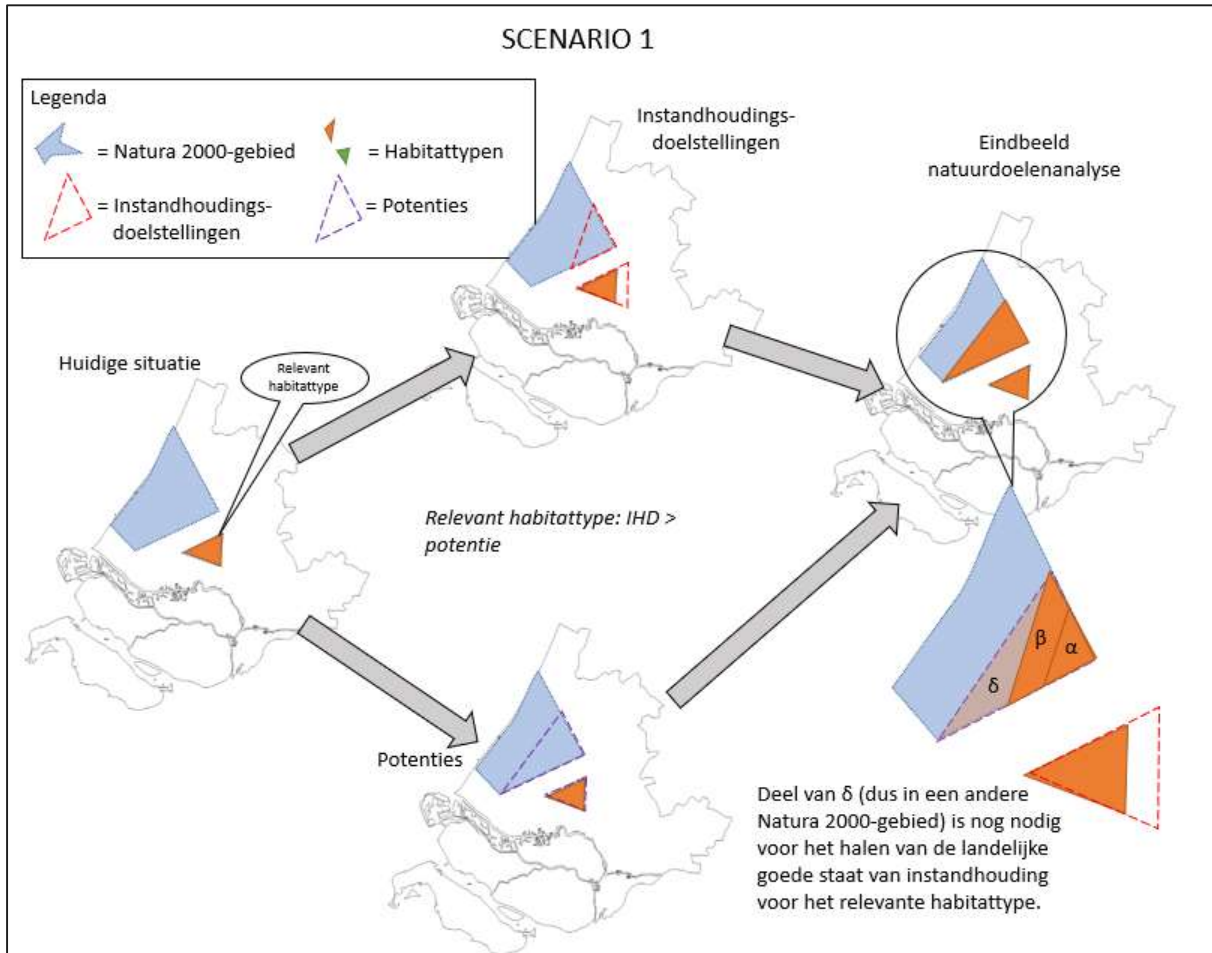 SCENARIO 1
Legenda
= Natura 2000-gebied
= Habitattypen
= Instandhoudings-
doelstellingen
= Potenties
Instandhoudings-
doelstellingen
Eindbeeld
natuurdoelenanalyse
Huidige situatie
Relevant
habitattype
Relevant habitattype: IHD >
potentie
Potenties
β
α
δ
Deel van δ (dus in een andere
Natura 2000-gebied) is nog nodig
voor het halen van de landelijke
goede staat van instandhouding
voor het relevante habitattype.